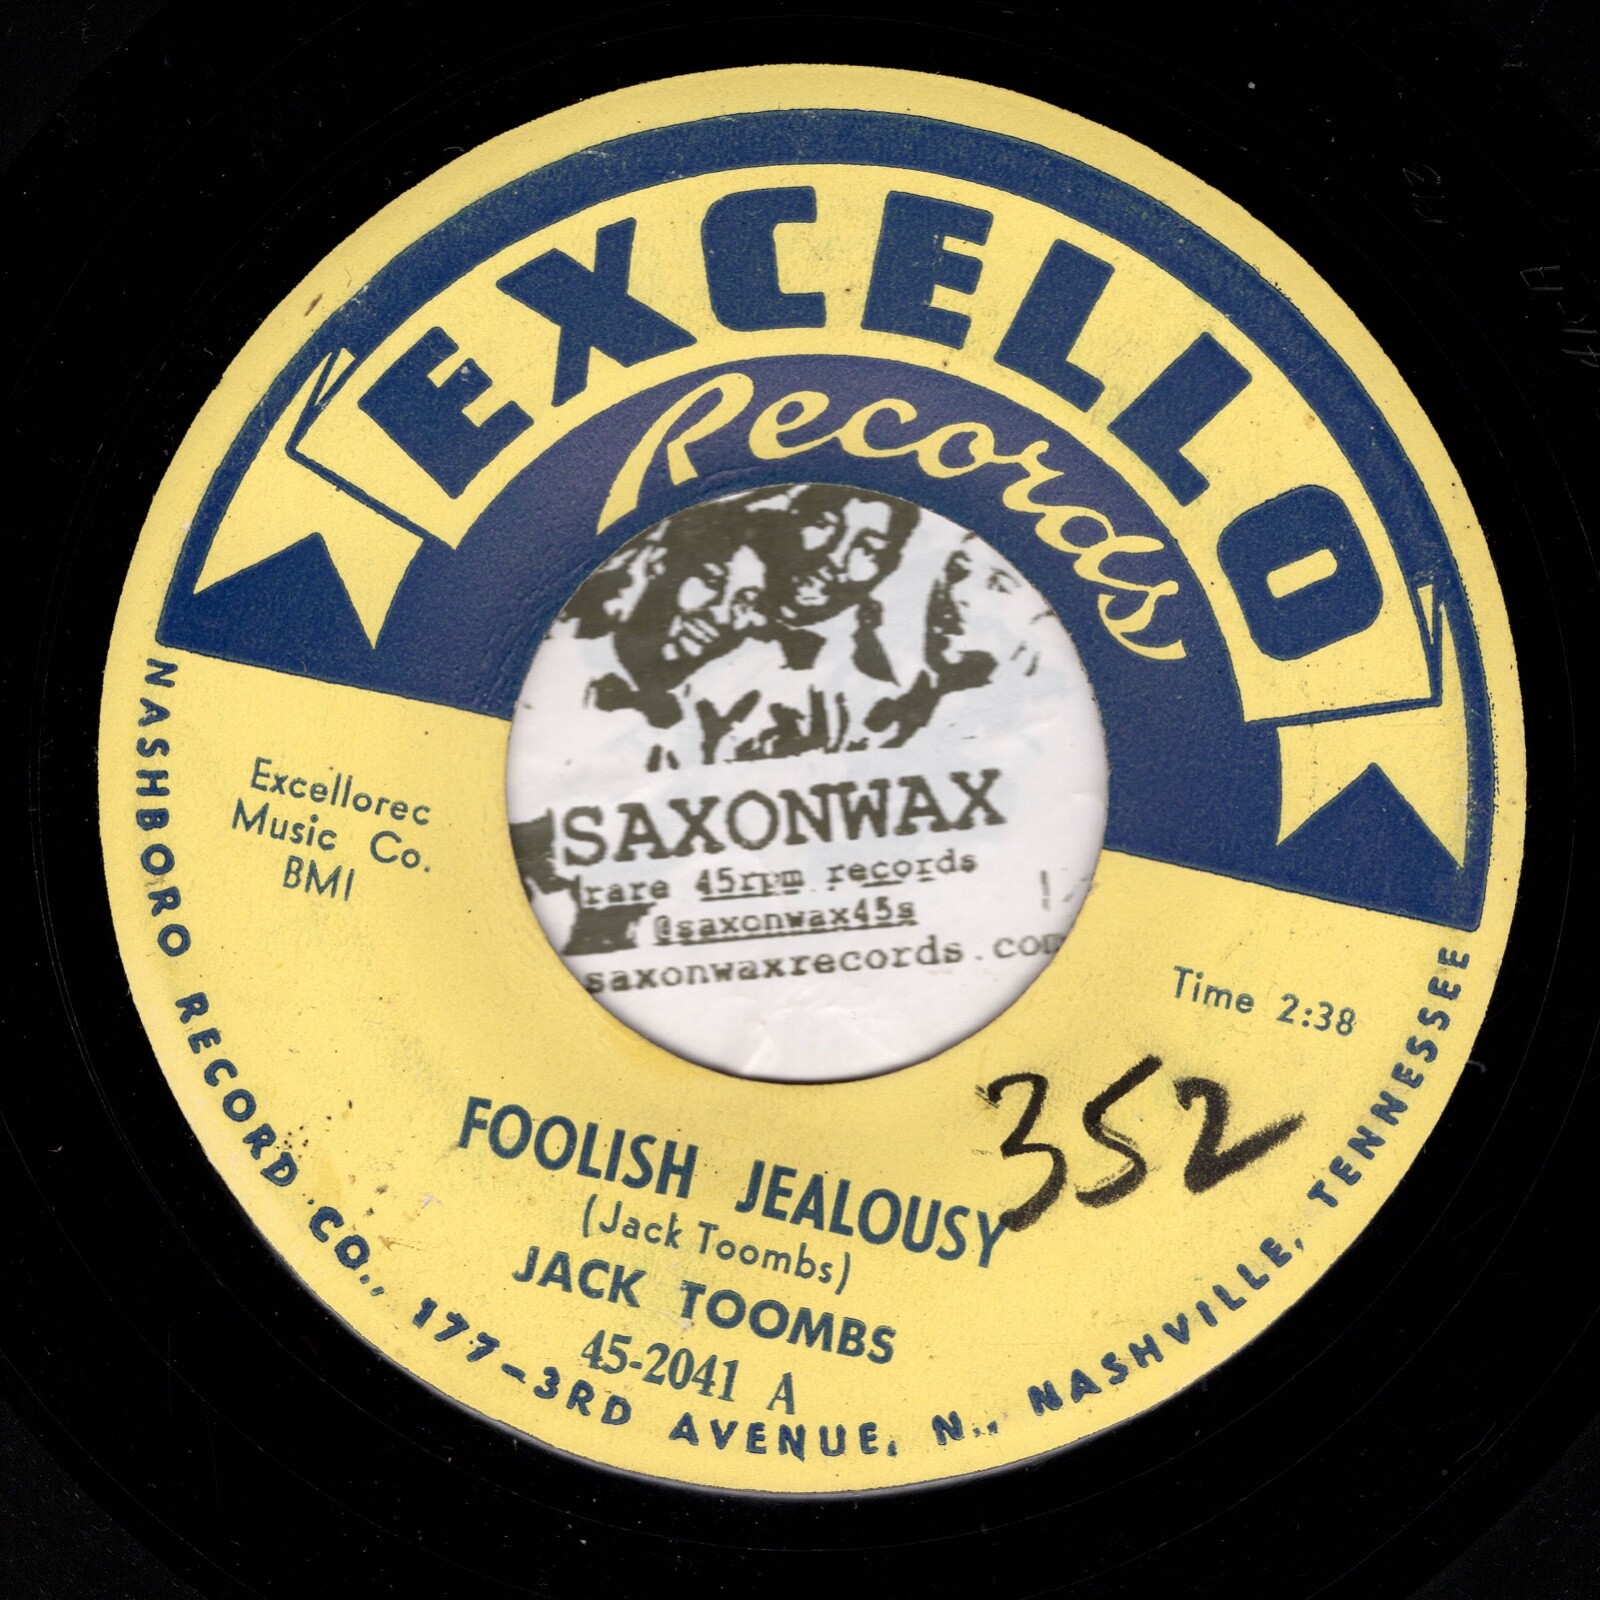 EXCELLO
Records
SAXONWAX
rare 45rpm records
@saxonwax45s
saxonwaxrecords.com
Excellorec
Music Co.
BMI
Time 2:38
352
FOOLISH JEALOUSY
(Jack Toombs)
JACK TOOMBS
45-2041 A
NASHBORO RECORD CO., 177-3RD AVENUE, N., NASHVILLE, TENNESSEE